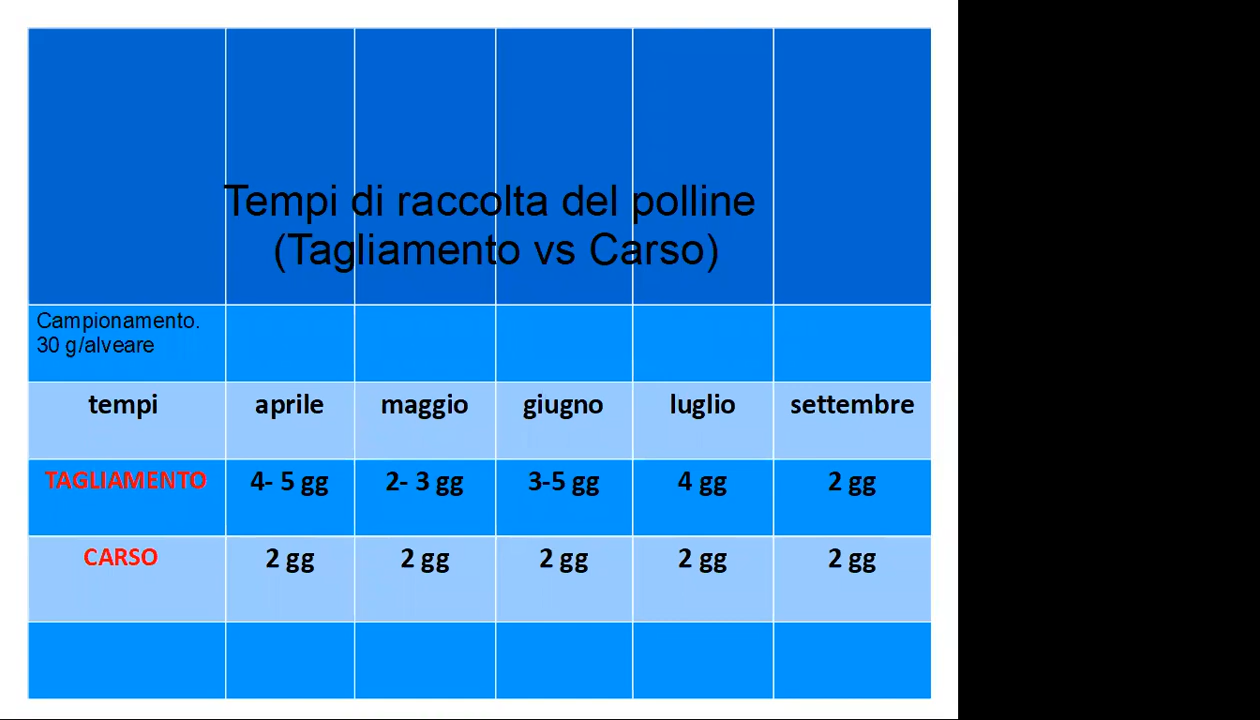 Tempi di raccolta del polline
(Tagliamento vs Carso)
Campionamento.
30 g/alveare
tempi aprile maggio giugno luglio settembre
TAGLIAMENTO 4- 5 gg 2- 3 gg 3-5 gg 4 gg 2 gg
CARSO 2 gg 2 gg 2 gg 2 gg 2 gg